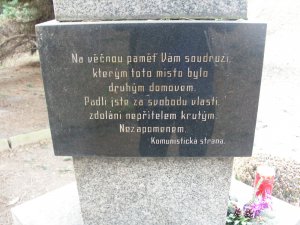 Na věčnou paměť Vám soudruzi,
kterým toto místo bylo
druhým domovem.
Padli jste za svobodu vlasti,
zdoláni nepřítelem krutým.
Nezapomenem.
Komunistická strana.